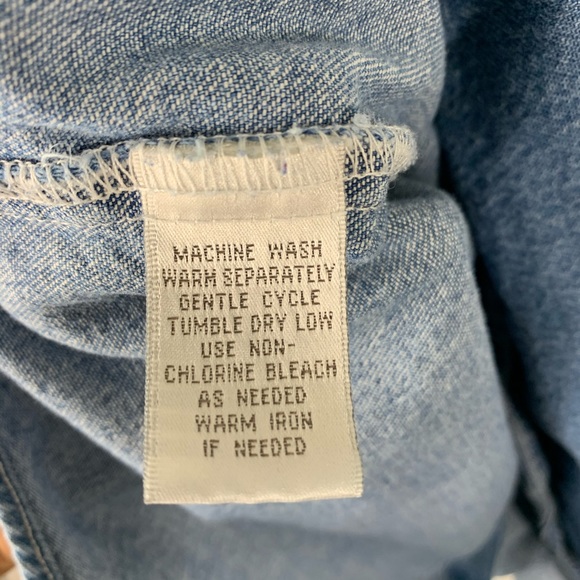 MACHINE WASH
WARM SEPARATELY
GENTLE CYCLE
TUMBLE DRY LOW
USE NON-
CHLORINE BLEACH
AS NEEDED
WARM IRON
IF NEEDED